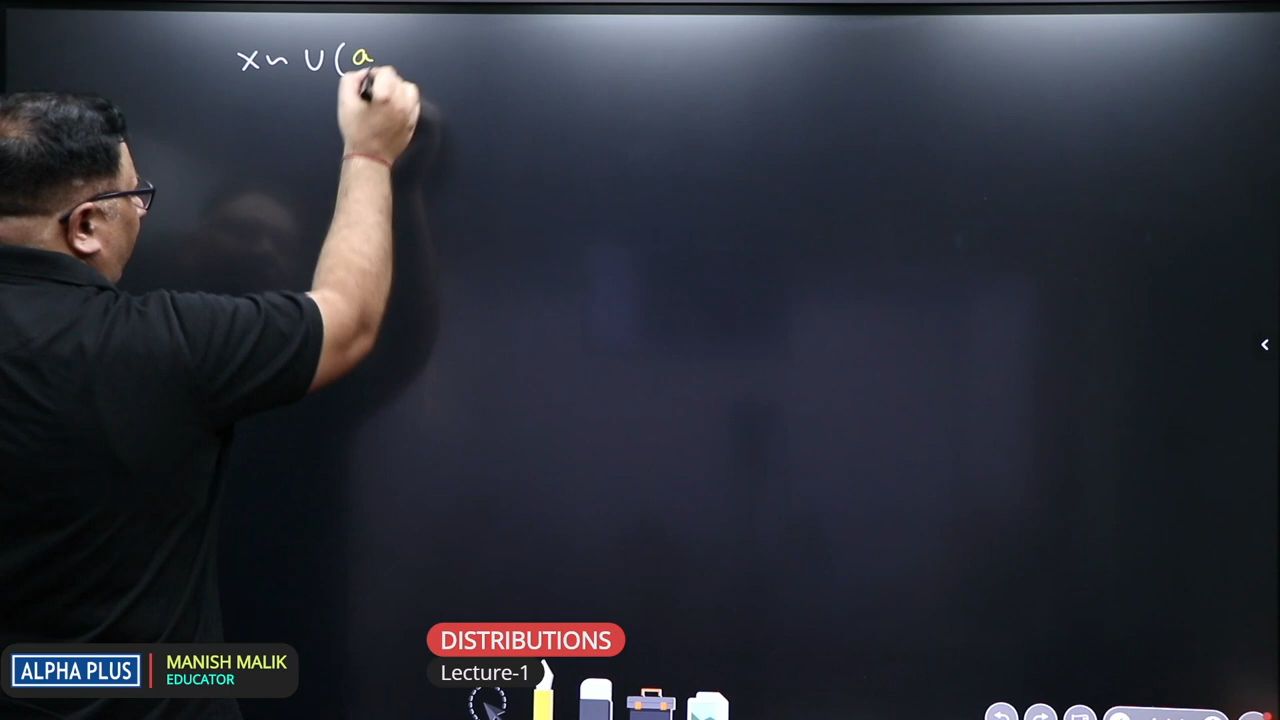 x ~ U (a
DISTRIBUTIONS
Lecture-1
ALPHA PLUS
MANISH MALIK
EDUCATOR